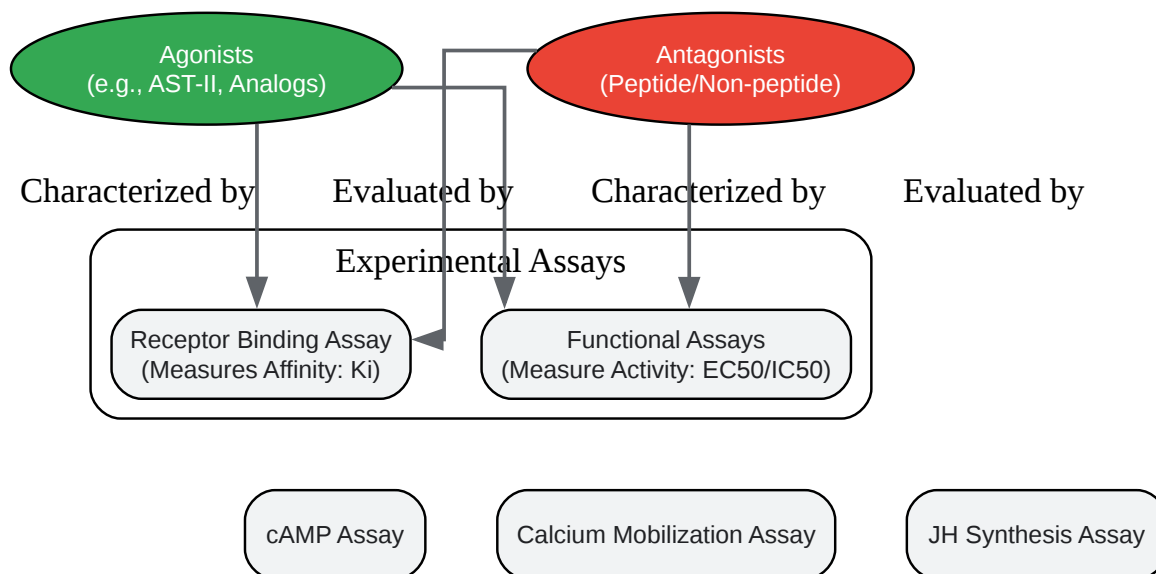 Agonists
(e.g., AST-II, Analogs)
Antagonists
(Peptide/Non-peptide)
Characterized by
Evaluated by
Characterized by
Evaluated by
Experimental Assays
Receptor Binding Assay
(Measures Affinity: Ki)
Functional Assays
(Measure Activity: EC50/IC50)
cAMP Assay
Calcium Mobilization Assay
JH Synthesis Assay